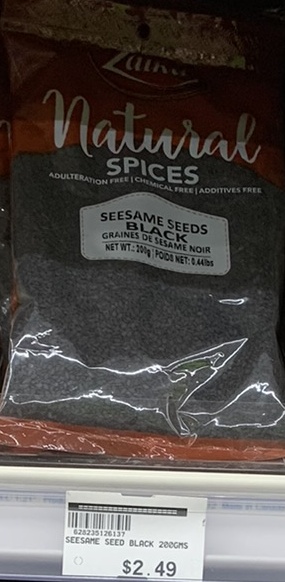 Natural
SPICES
ADULTERATION FREE | CHEMICAL FREE | ADDITIVES FREE
SEESAME SEEDS
BLACK
GRAINES DE SESAME NOIR
NET WT.: 200g | POIDS NET: 0.44lbs
628235126137
SEESAME SEED BLACK 200GMS
$2.49